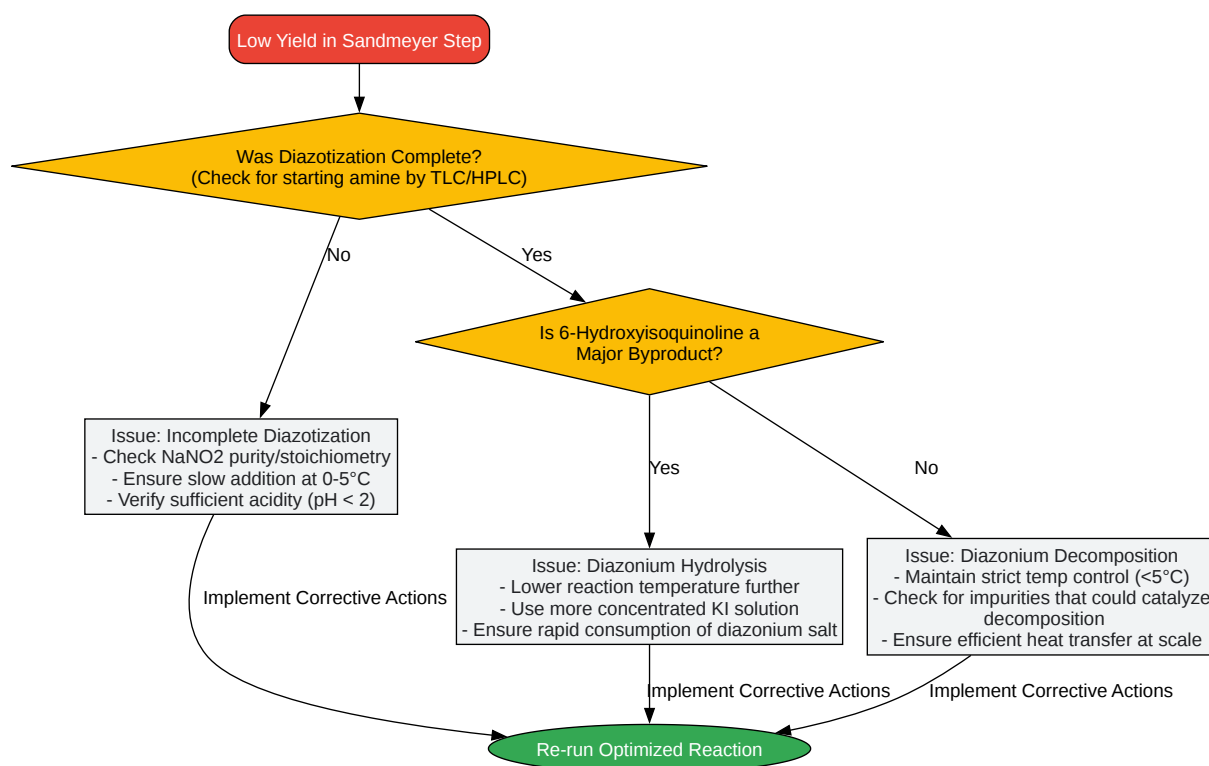 Low Yield in Sandmeyer Step
Was Diazotization Complete?
(Check for starting amine by TLC/HPLC)
No
Yes
Is 6-Hydroxyisoquinoline a
Major Byproduct?
Issue: Incomplete Diazotization
- Check NaNO2 purity/stoichiometry
- Ensure slow addition at 0-5°C
- Verify sufficient acidity (pH < 2)
Yes
No
Issue: Diazonium Hydrolysis
- Lower reaction temperature further
- Use more concentrated KI solution
- Ensure rapid consumption of diazonium salt
Issue: Diazonium Decomposition
- Maintain strict temp control (<5°C)
- Check for impurities that could catalyze
decomposition
- Ensure efficient heat transfer at scale
Implement Corrective Actions
Implement Corrective Actions
Implement Corrective Actions
Re-run Optimized Reaction